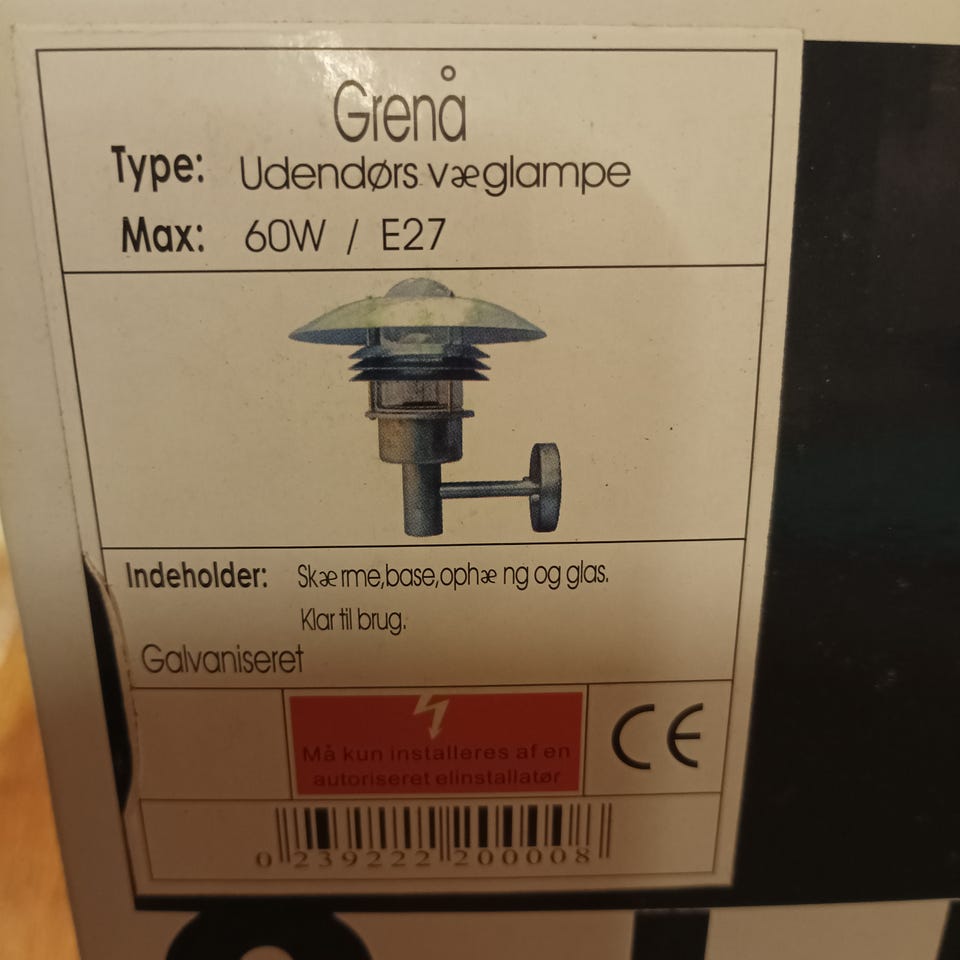 Grenå
Type: Udendørs væglampe
Max: 60W / E27
Indeholder: Skærme,base,ophæng og glas.
Klar til brug.
Galvaniseret
Må kun installeres af en
autoriseret elinstallatør
CE
0 239222 200008